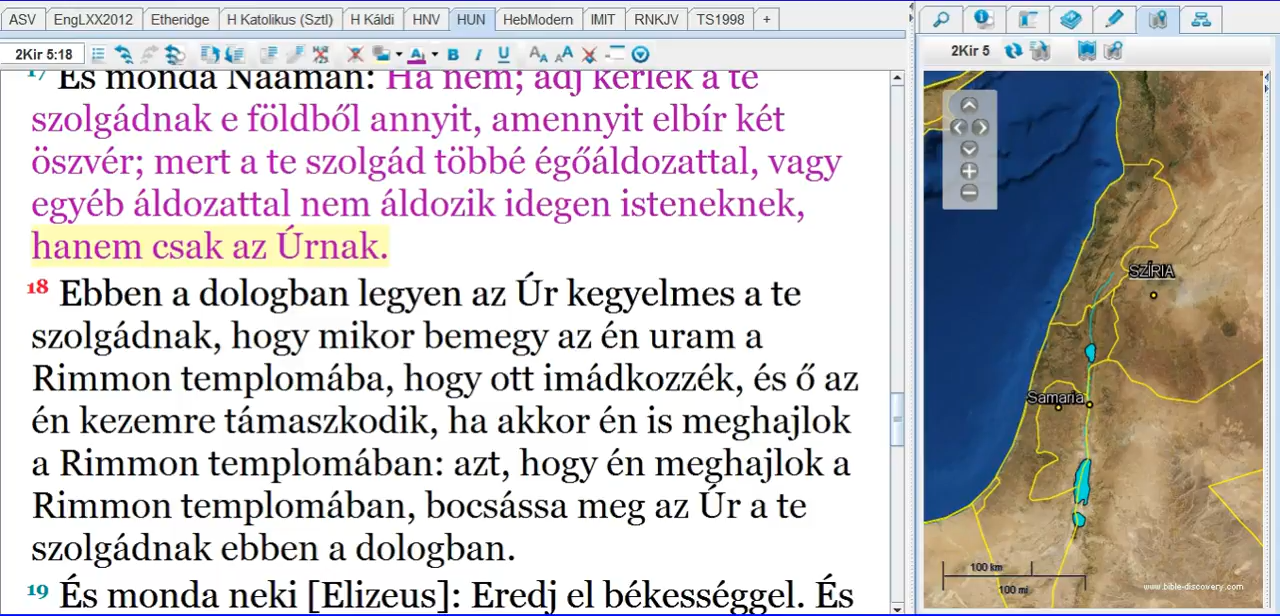 ASV EngLXX2012 Etheridge H Katolikus (Sztl) H Káldi HNV HUN HebModern IMIT RNKJV TS1998 +
2Kir 5:18
17 És monda Naámán: Ha nem; adj kérlek a te
szolgádnak e földből annyit, amennyit elbír két
öszvér; mert a te szolgád többé égőáldozattal, vagy
egyéb áldozattal nem áldozik idegen isteneknek,
hanem csak az Úrnak.
18 Ebben a dologban legyen az Úr kegyelmes a te
szolgádnak, hogy mikor bemegy az én uram a
Rimmon templomába, hogy ott imádkozzék, és ő az
én kezemre támaszkodik, ha akkor én is meghajlok
a Rimmon templomában: azt, hogy én meghajlok a
Rimmon templomában, bocsássa meg az Úr a te
szolgádnak ebben a dologban.
19 És monda neki [Elizeus]: Eredj el békességgel. És
2Kir 5
SZÍRIA
Samaria
100 km
100 mi
www.bible-discovery.com